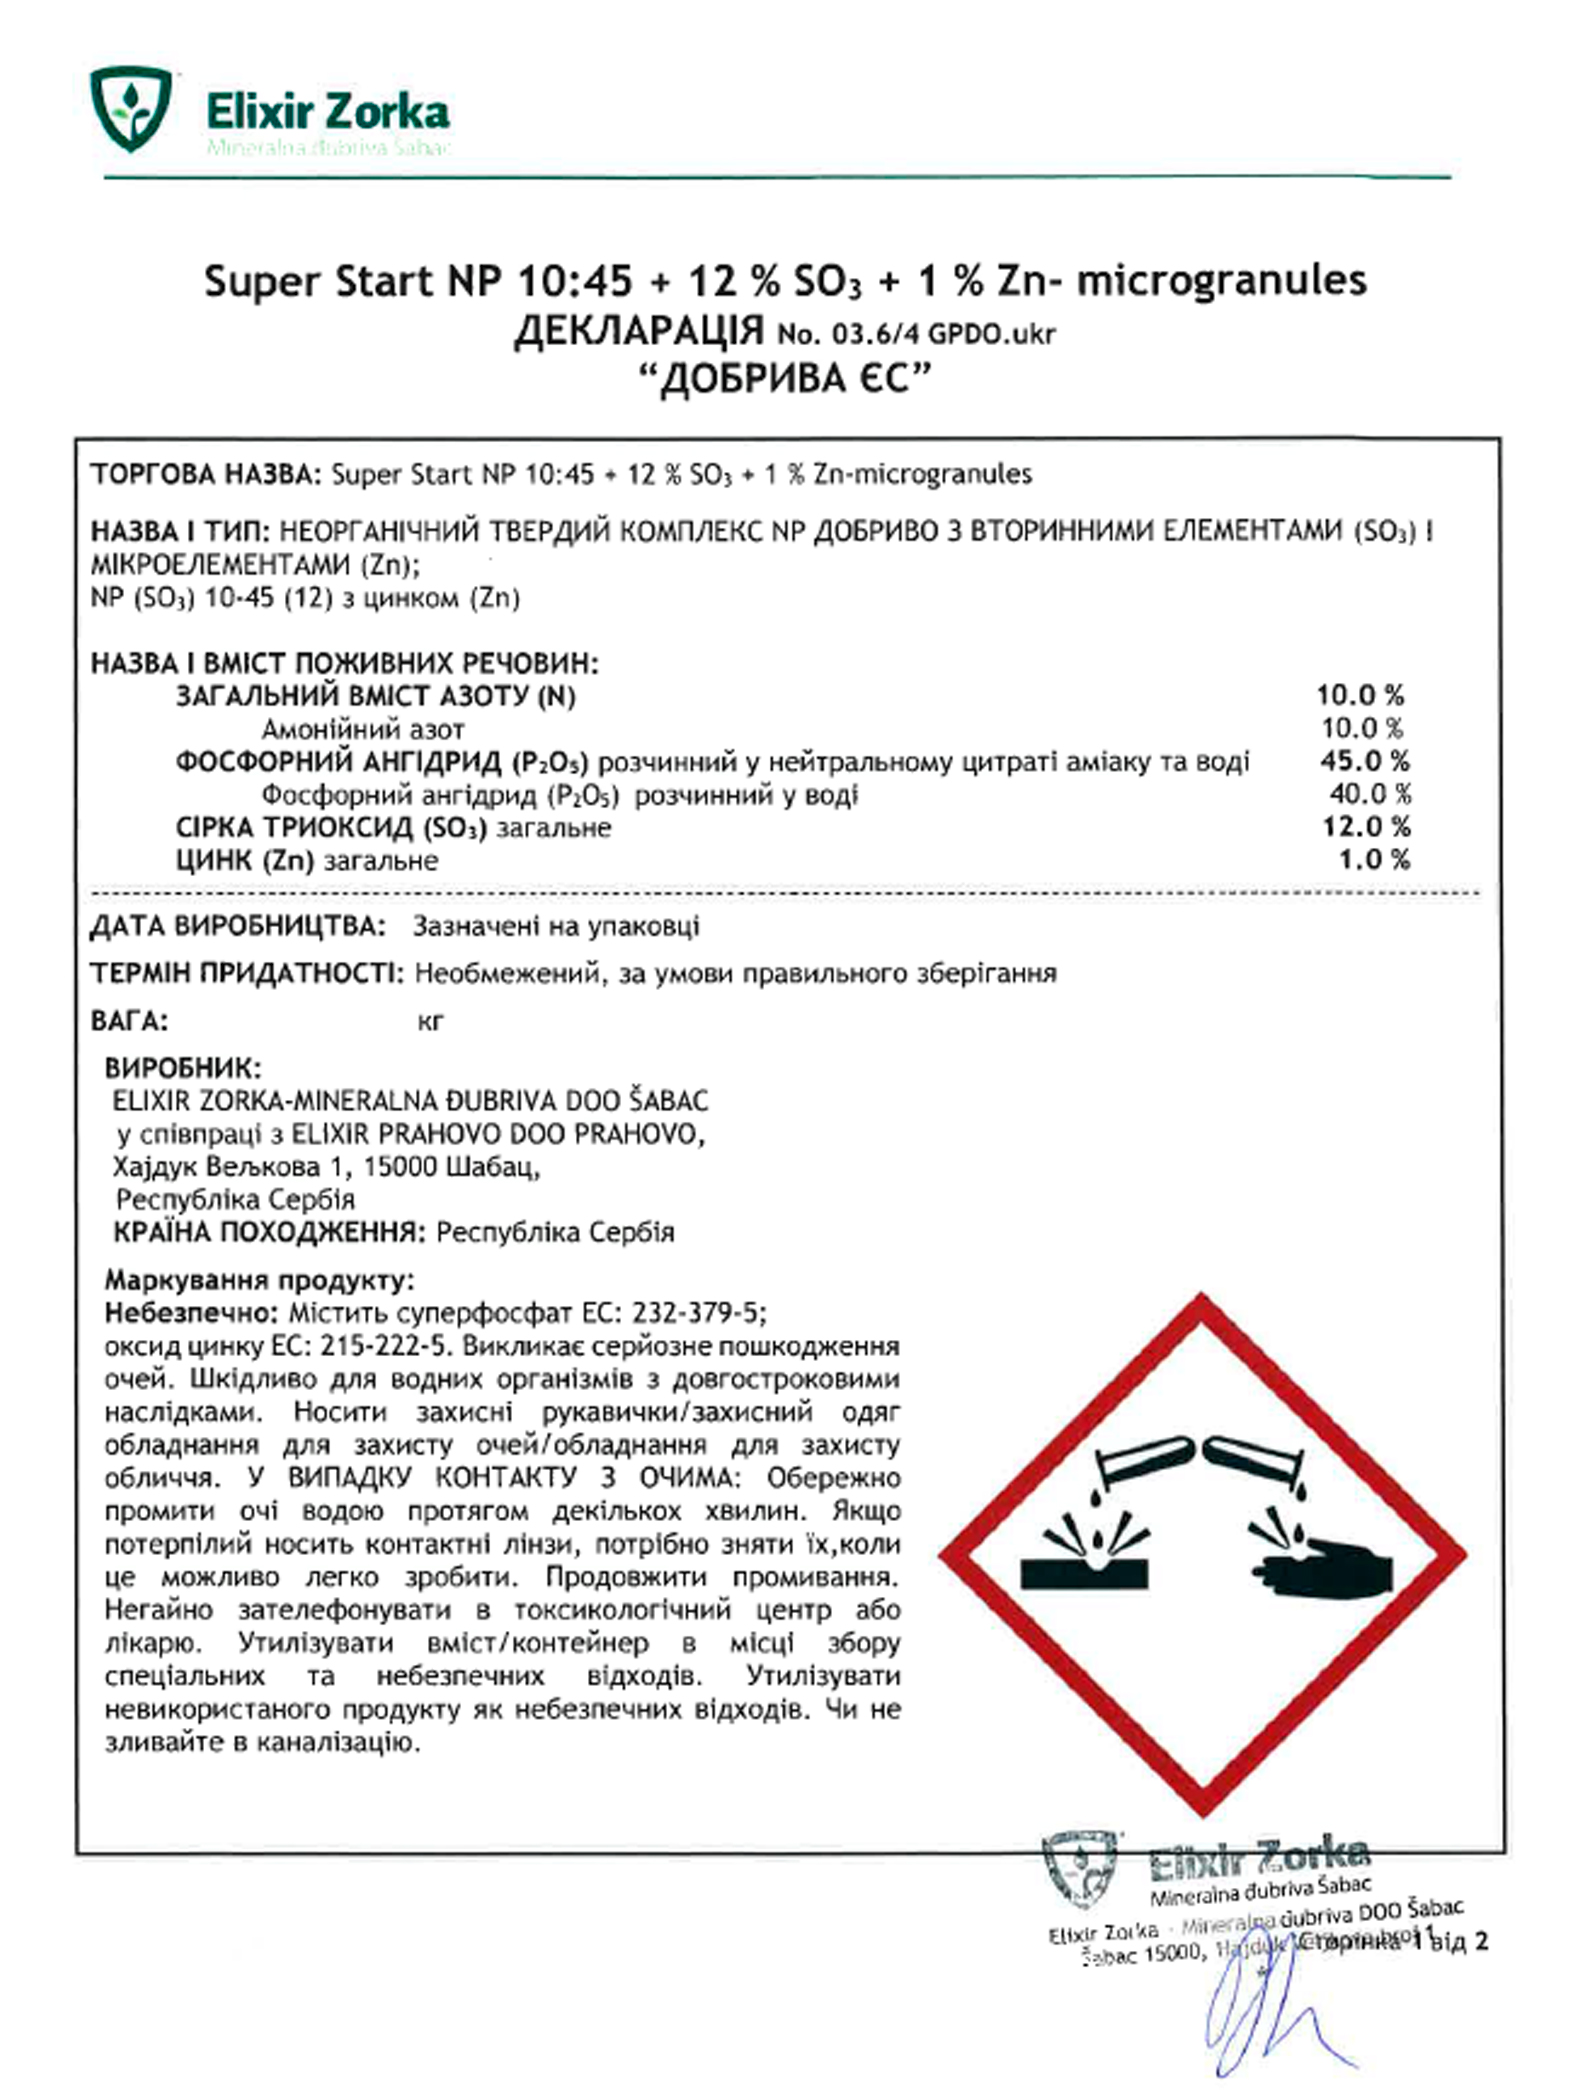 Elixir Zorka
Mineralna đubriva Šabac
Super Start NP 10:45 + 12 % SO₃ + 1 % Zn- microgranules
ДЕКЛАРАЦІЯ No. 03.6/4 GPDO.ukr
“ДОБРИВА ЄС”
ТОРГОВА НАЗВА: Super Start NP 10:45 + 12 % SO₃ + 1 % Zn-microgranules
НАЗВА І ТИП: НЕОРГАНІЧНИЙ ТВЕРДИЙ КОМПЛЕКС NP ДОБРИВО З ВТОРИННИМИ ЕЛЕМЕНТАМИ (SO₃) І
МІКРОЕЛЕМЕНТАМИ (Zn);
NP (SO₃) 10-45 (12) з цинком (Zn)
НАЗВА І ВМІСТ ПОЖИВНИХ РЕЧОВИН:
ЗАГАЛЬНИЙ ВМІСТ АЗОТУ (N) 10.0 %
Амонійний азот 10.0 %
ФОСФОРНИЙ АНГІДРИД (P₂O₅) розчинний у нейтральному цитраті аміаку та воді 45.0 %
Фосфорний ангідрид (P₂O₅) розчинний у воді 40.0 %
СІРКА ТРИОКСИД (SO₃) загальне 12.0 %
ЦИНК (Zn) загальне 1.0 %
ДАТА ВИРОБНИЦТВА: Зазначені на упаковці
ТЕРМІН ПРИДАТНОСТІ: Необмежений, за умови правильного зберігання
ВАГА: кг
ВИРОБНИК:
ELIXIR ZORKA-MINERALNA ĐUBRIVA DOO ŠABAC
у співпраці з ELIXIR PRAHOVO DOO PRAHOVO,
Хајдук Вељкова 1, 15000 Шабац,
Республіка Сербія
КРАЇНА ПОХОДЖЕННЯ: Республіка Сербія
Маркування продукту:
Небезпечно: Містить суперфосфат ЕС: 232-379-5;
оксид цинку ЕС: 215-222-5. Викликає серйозне пошкодження
очей. Шкідливо для водних організмів з довгостроковими
наслідками. Носити захисні рукавички/захисний одяг
обладнання для захисту очей/обладнання для захисту
обличчя. У ВИПАДКУ КОНТАКТУ З ОЧИМА: Обережно
промити очі водою протягом декількох хвилин. Якщо
потерпілий носить контактні лінзи, потрібно зняти їх,коли
це можливо легко зробити. Продовжити промивання.
Негайно зателефонувати в токсикологічний центр або
лікарю. Утилізувати вміст/контейнер в місці збору
спеціальних та небезпечних відходів. Утилізувати
невикористаного продукту як небезпечних відходів. Чи не
зливайте в каналізацію.
Elixir Zorka
Mineralna đubriva Šabac
Elixir Zorka - Mineralna đubriva DOO Šabac
Šabac 15000, Hajduk
Сторінка 1 від 2